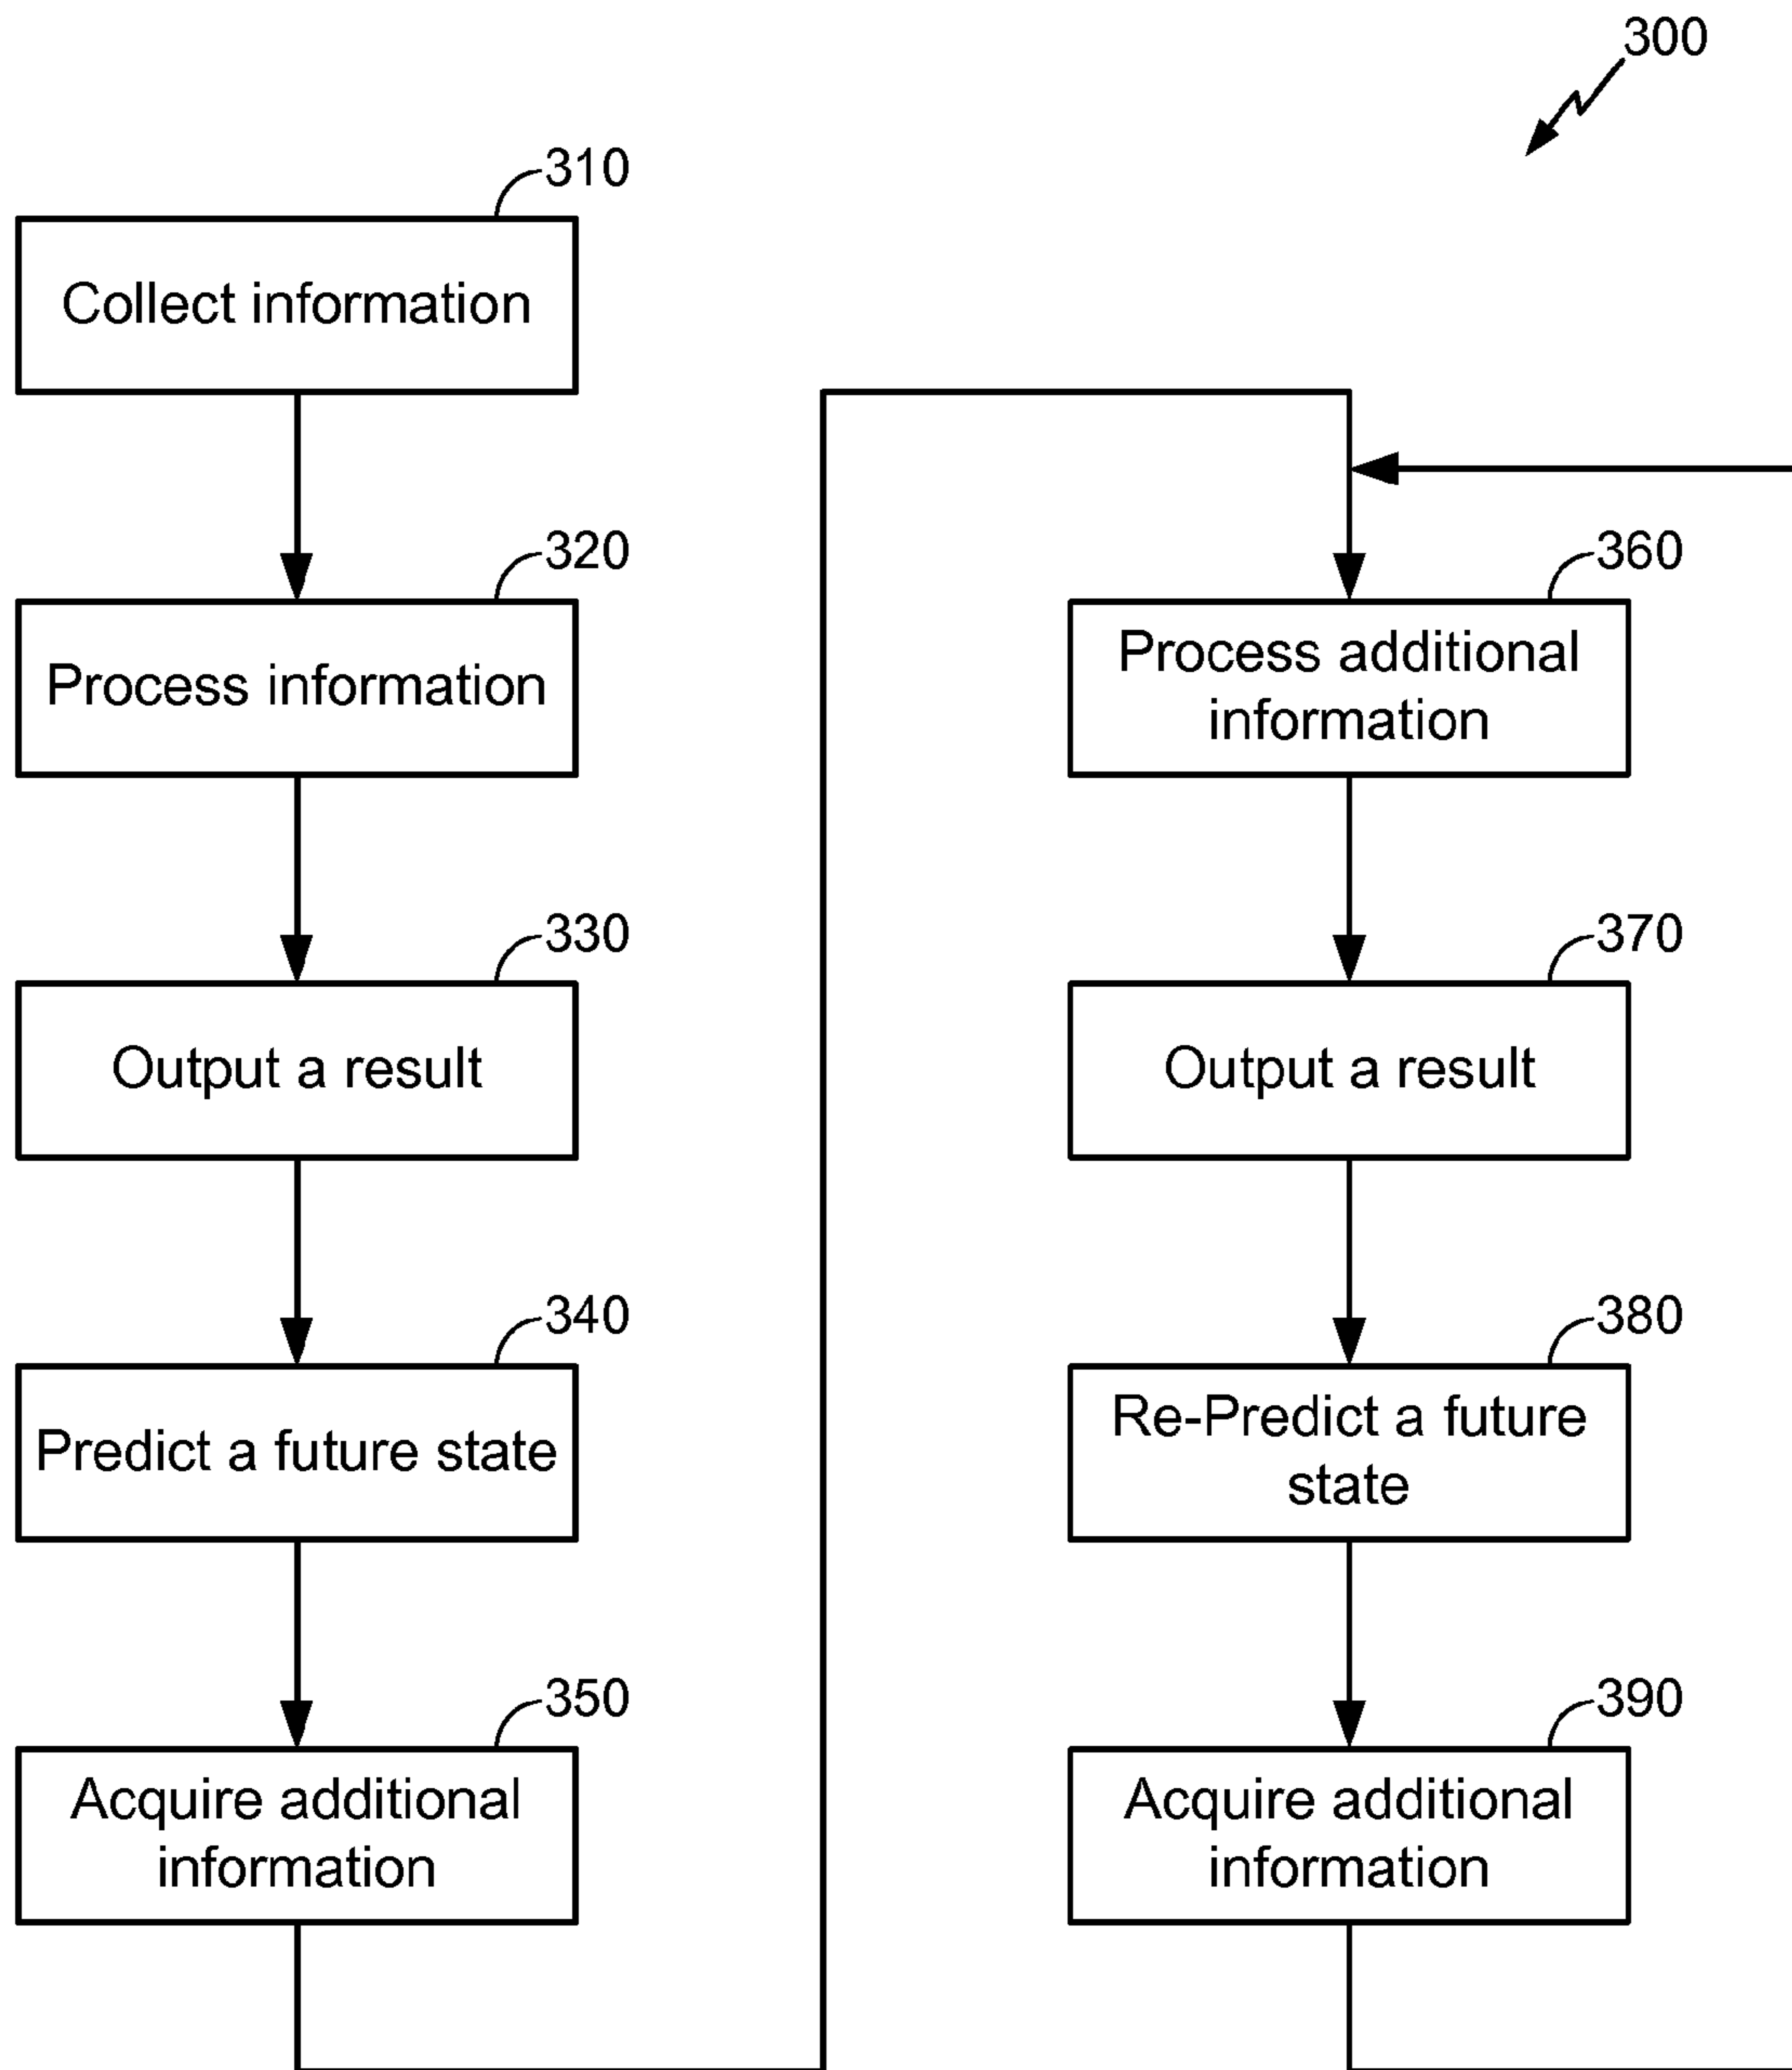 300
310
Collect information
320
Process information
330
Output a result
340
Predict a future state
350
Acquire additional
information
360
Process additional
information
370
Output a result
380
Re-Predict a future
state
390
Acquire additional
information